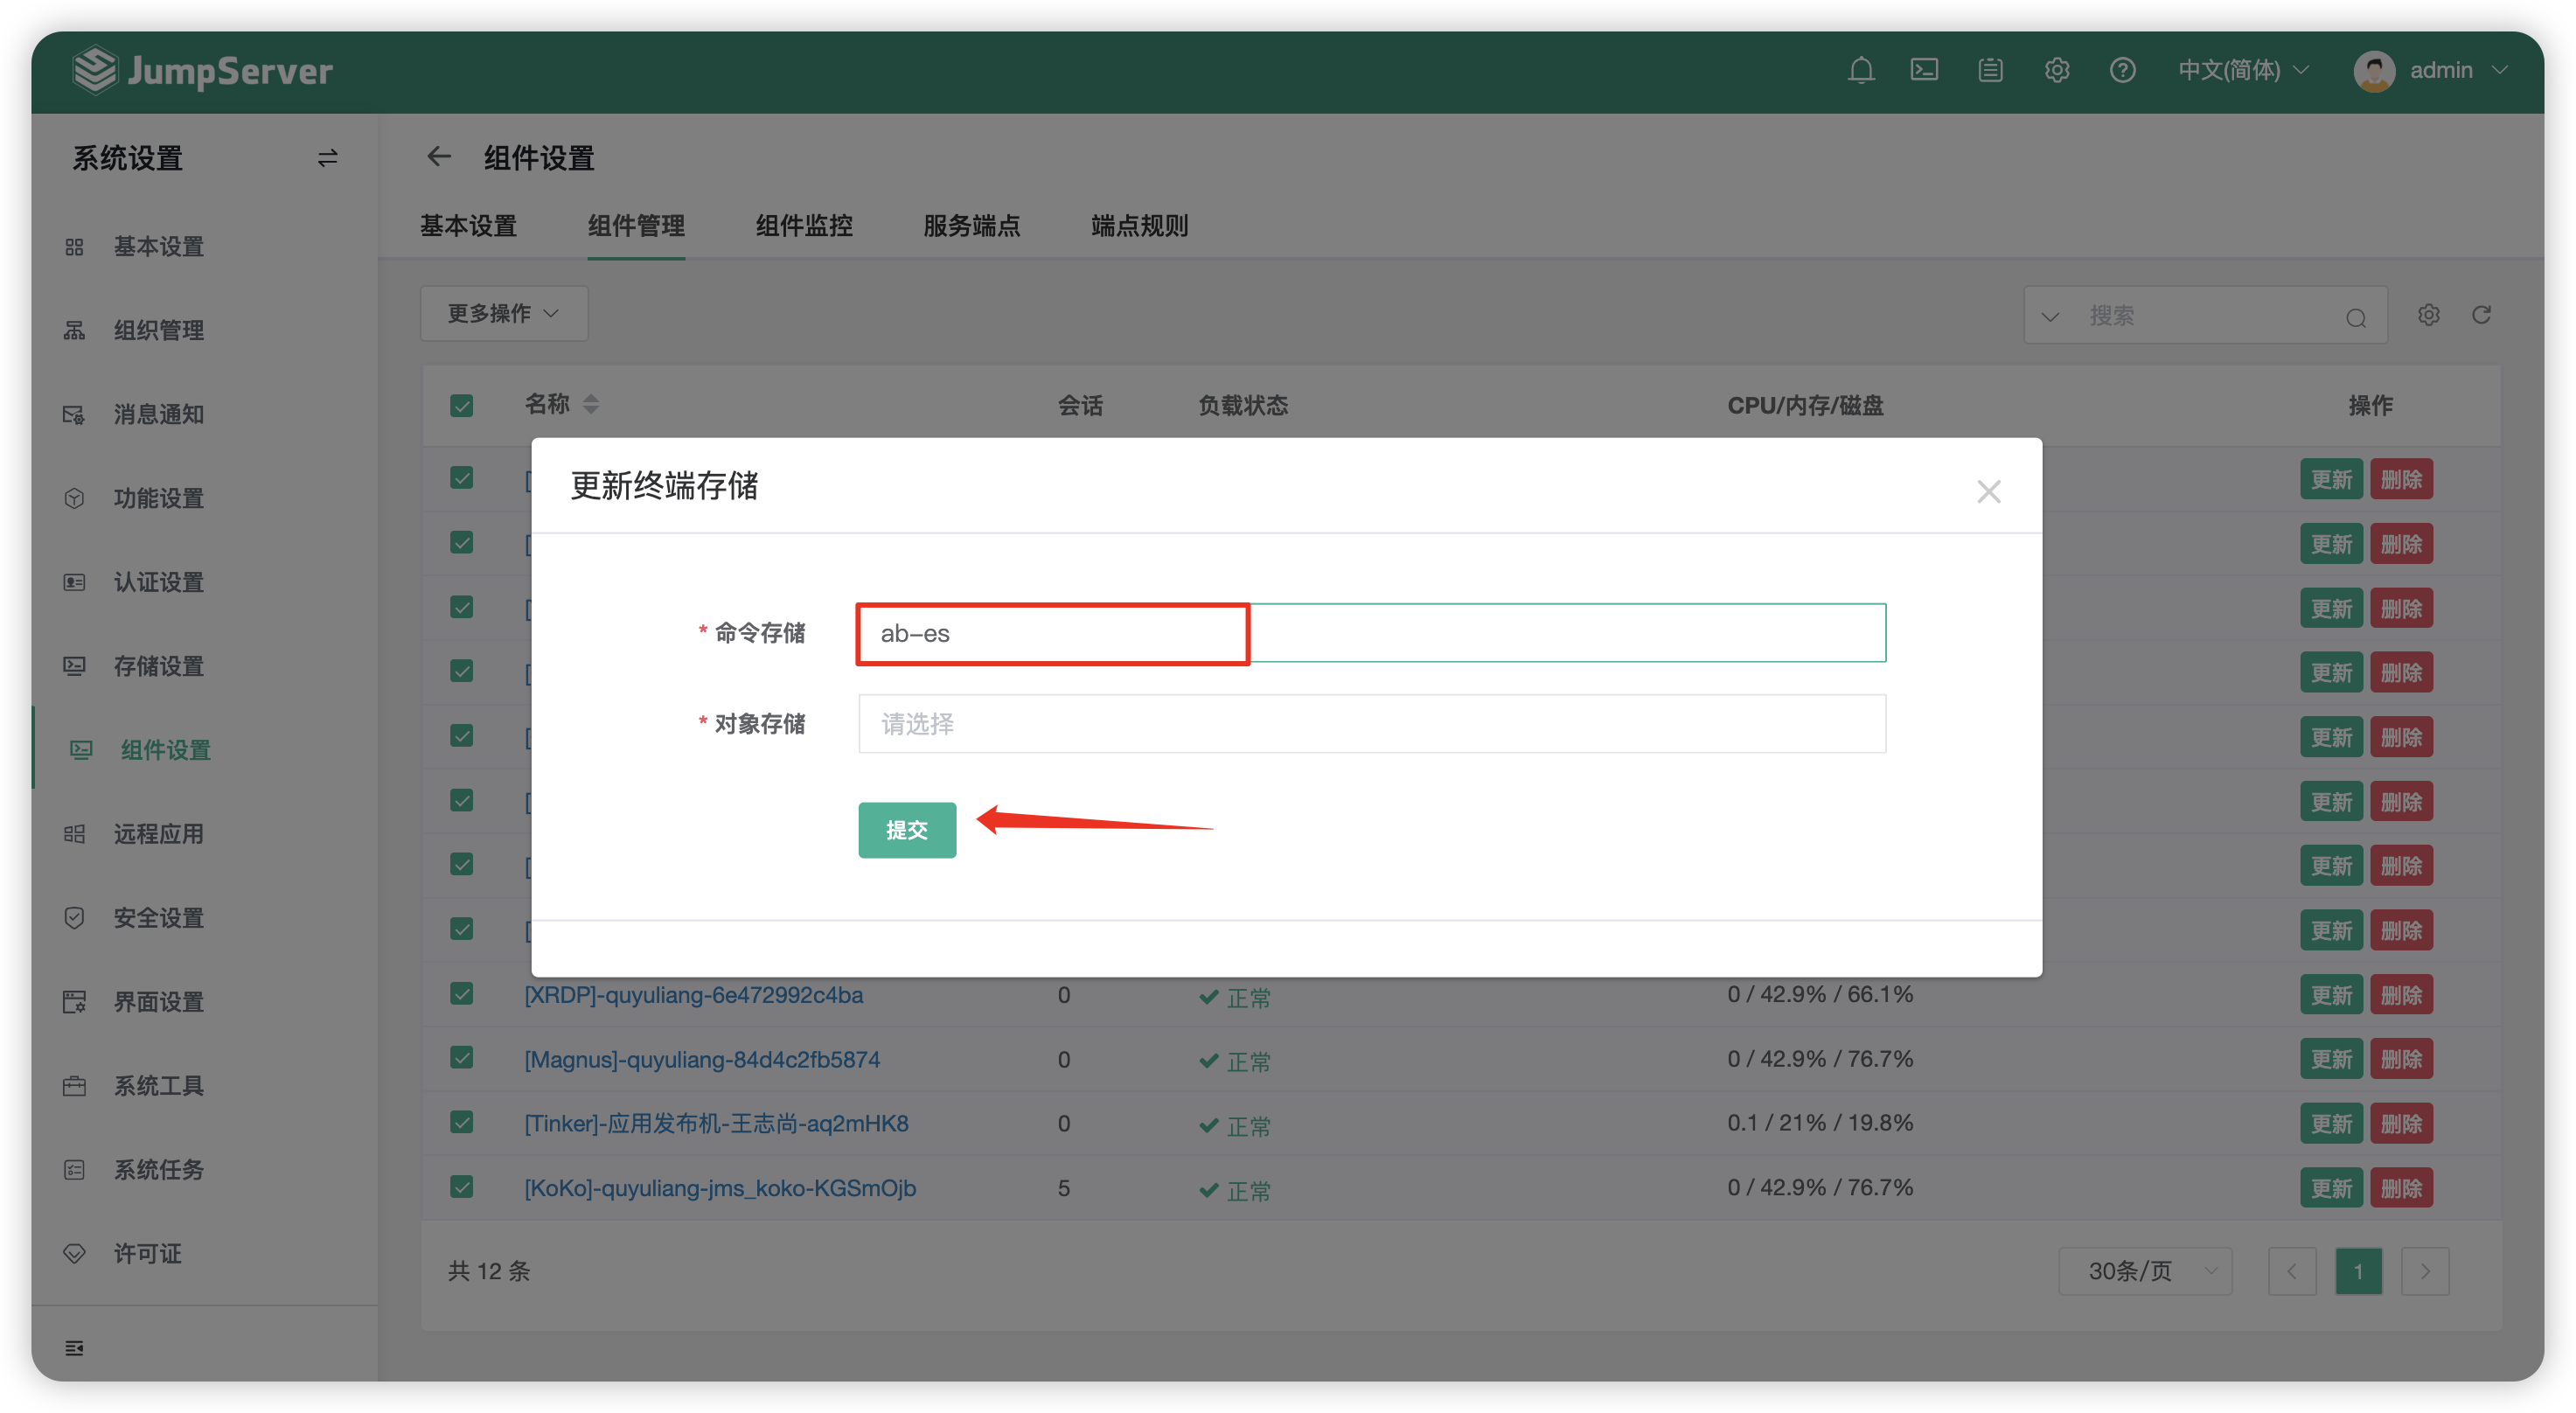 JumpServer
中文(简体)
admin
系统设置
组件设置
基本设置
组件管理
组件监控
服务端点
端点规则
基本设置
组织管理
消息通知
功能设置
认证设置
存储设置
组件设置
远程应用
安全设置
界面设置
系统工具
系统任务
许可证
更多操作
搜索
名称 会话 负载状态 CPU/内存/磁盘 操作
更新 删除
更新 删除
更新 删除
更新 删除
更新 删除
更新 删除
更新 删除
更新 删除
更新终端存储
* 命令存储 ab-es
* 对象存储 请选择
提交
[XRDP]-quyuliang-6e472992c4ba 0 正常 0 / 42.9% / 66.1% 更新 删除
[Magnus]-quyuliang-84d4c2fb5874 0 正常 0 / 42.9% / 76.7% 更新 删除
[Tinker]-应用发布机-王志尚-aq2mHK8 0 正常 0.1 / 21% / 19.8% 更新 删除
[KoKo]-quyuliang-jms_koko-KGSmOjb 5 正常 0 / 42.9% / 76.7% 更新 删除
共 12 条
30条/页
1